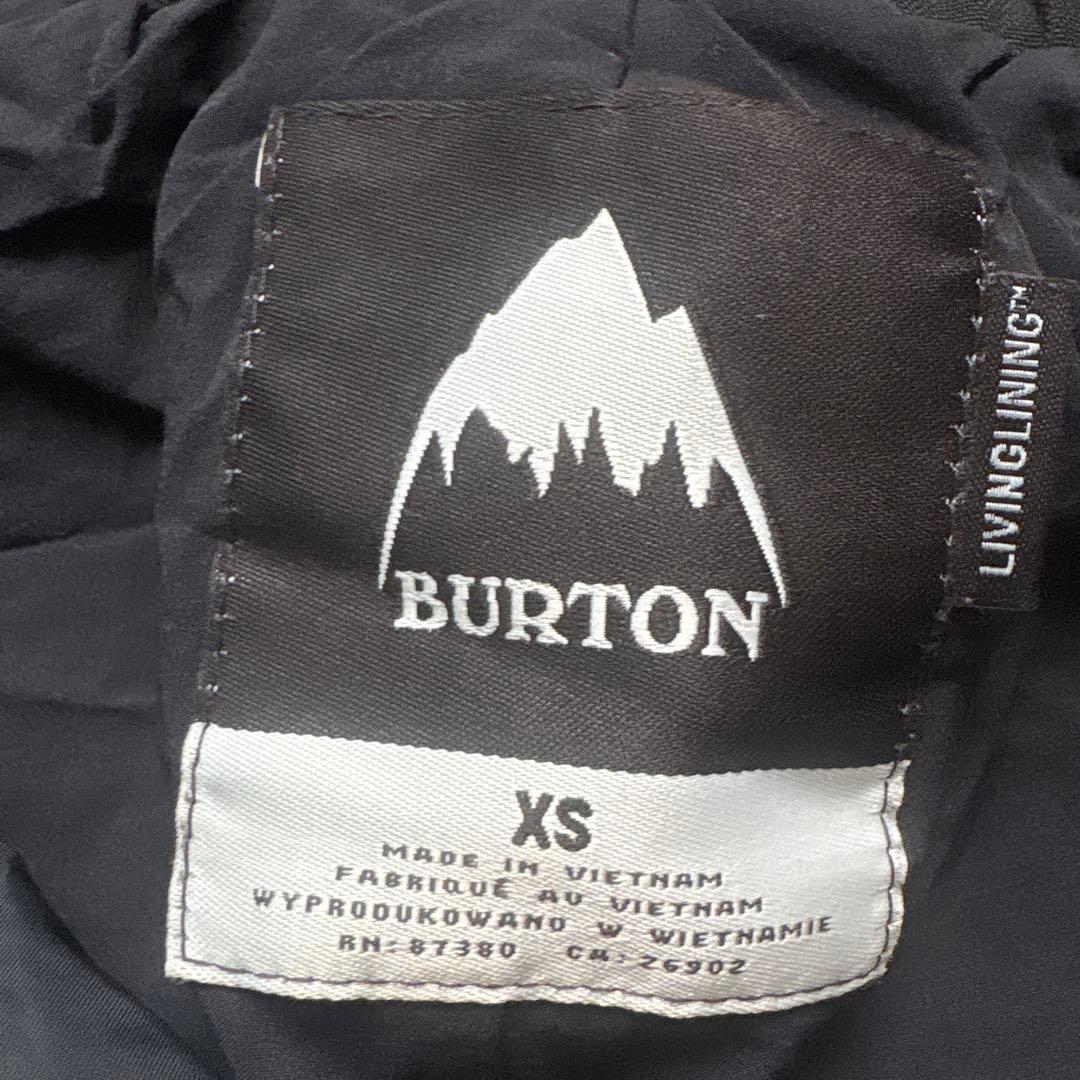 BURTON
LIVINGLINING™
XS
MADE IN VIETNAM
FABRIQUÉ AU VIETNAM
WYPRODUKOWANO W WIETNAMIE
RN: 87380 CA: 26902